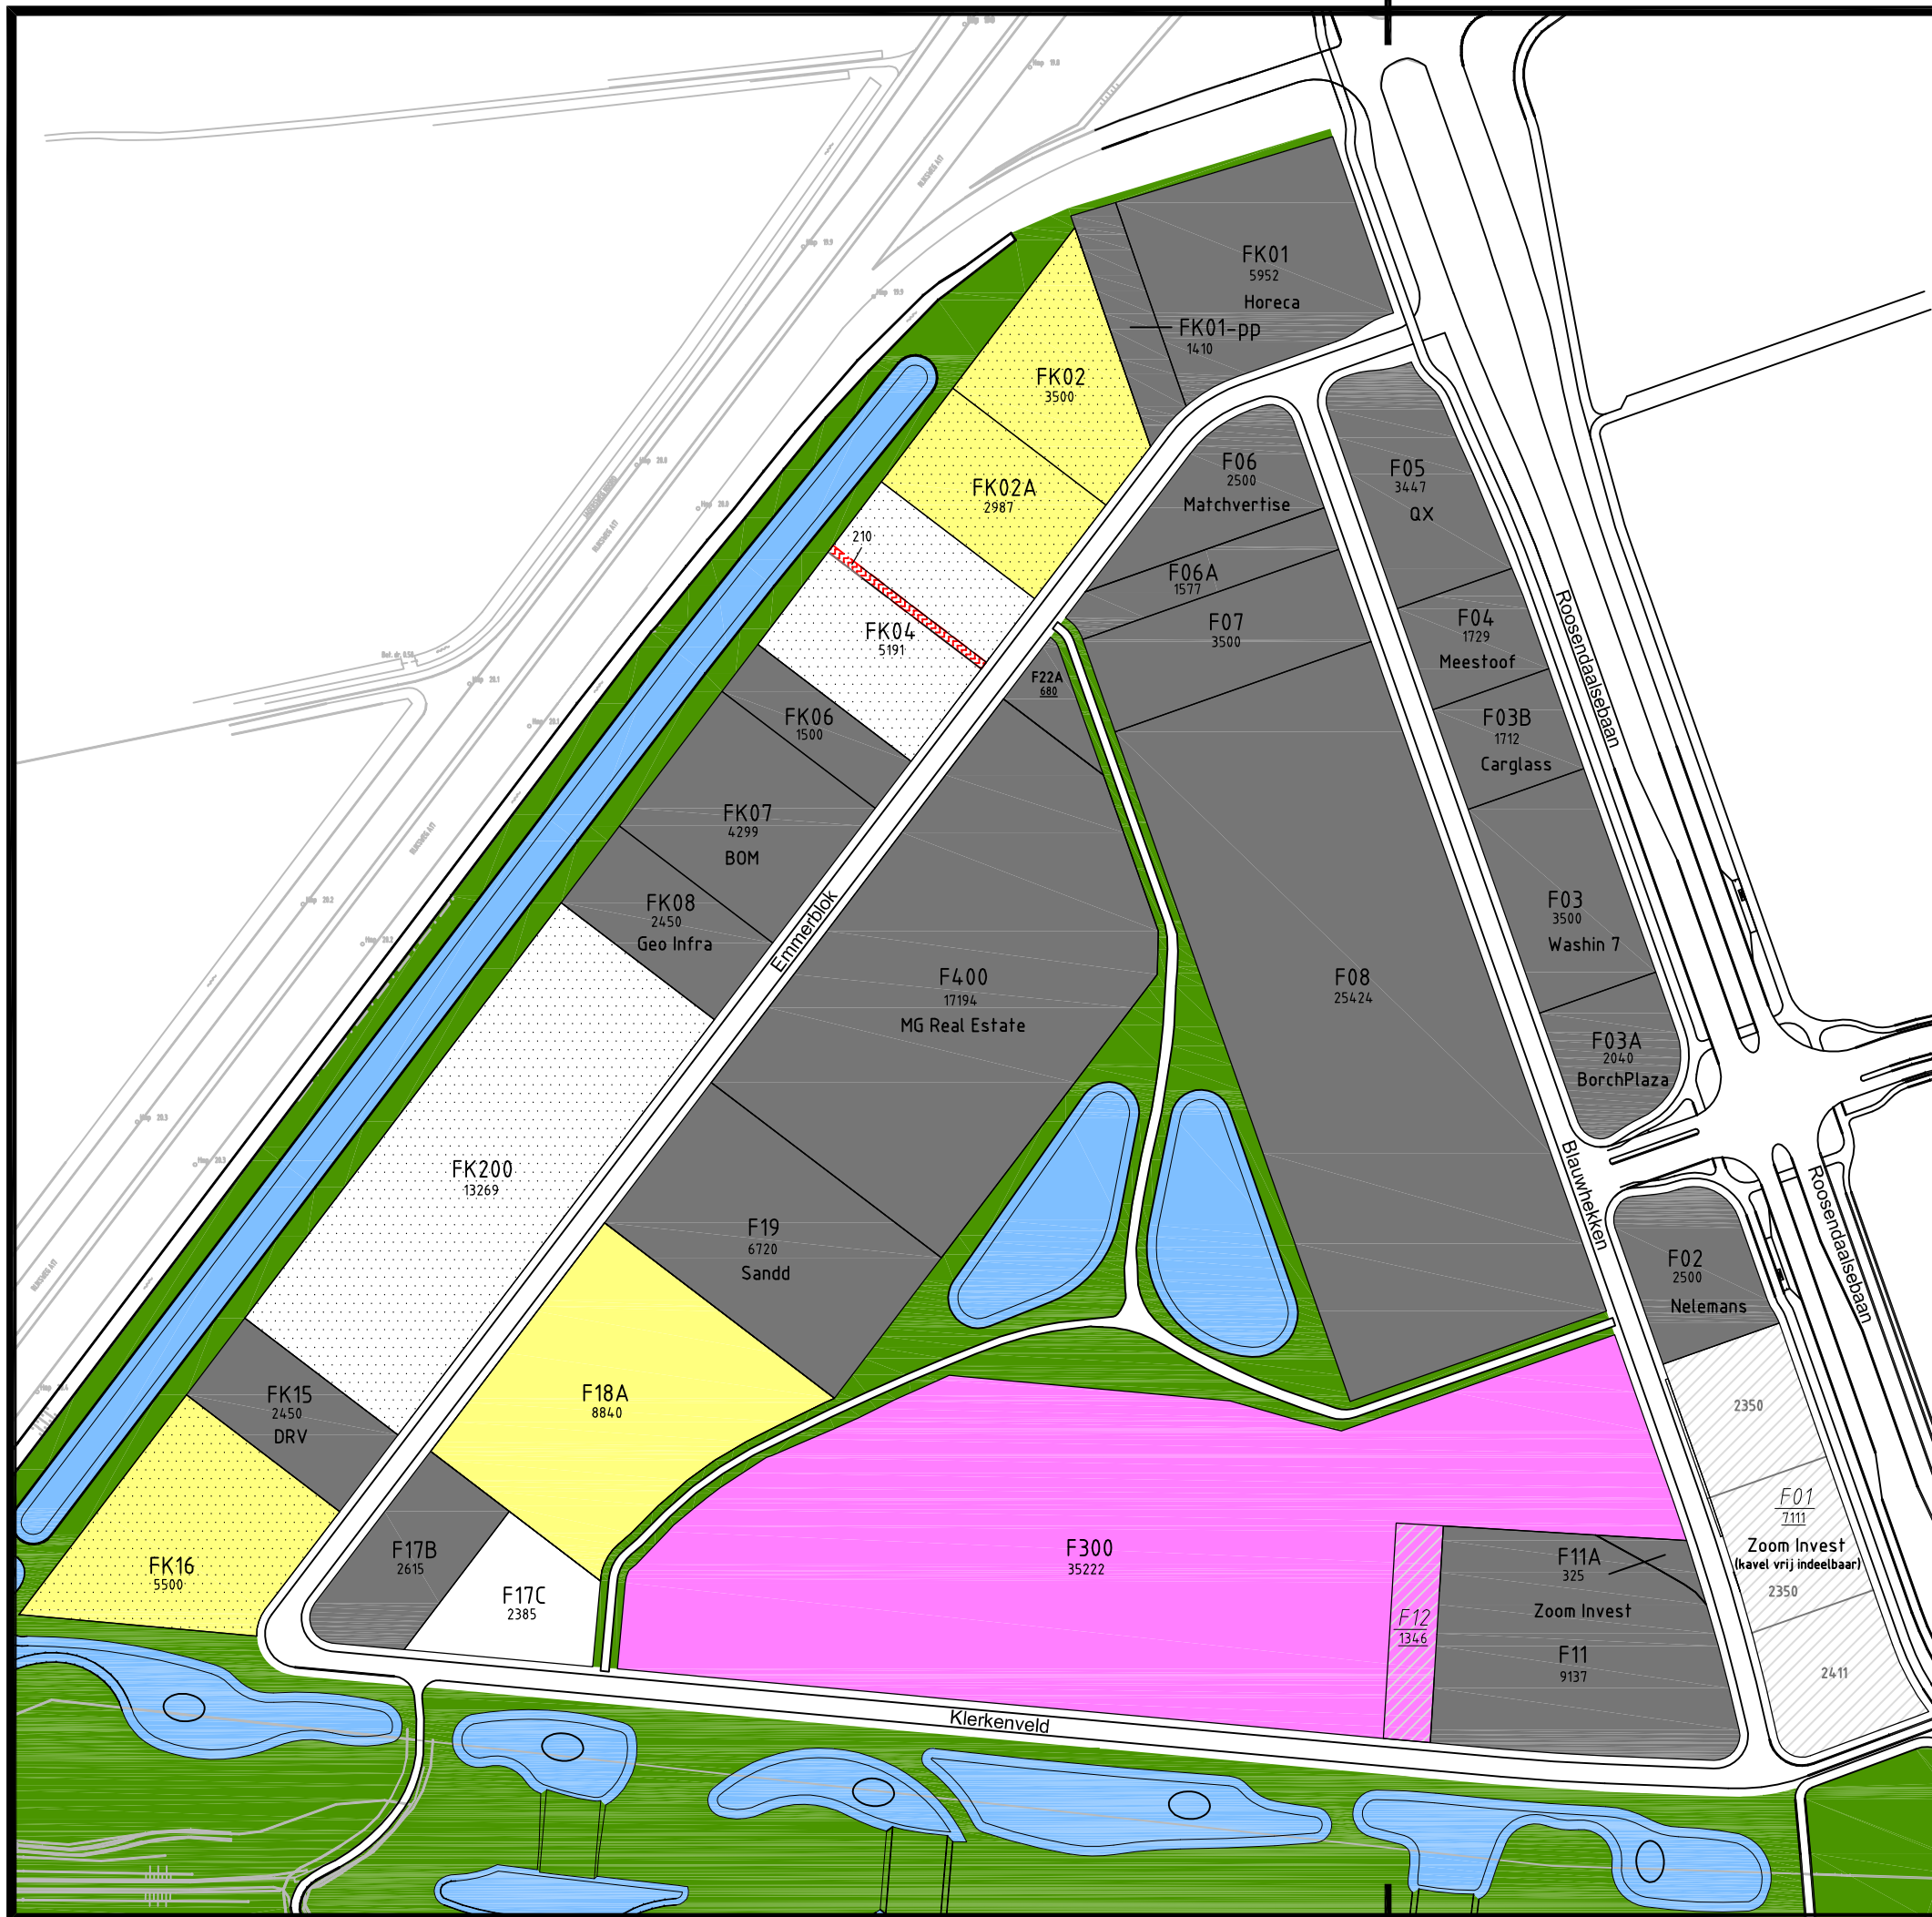 FK01
5952
Horeca
FK01-pp
1410
FK02
3500
FK02A
2987
210
FK04
5191
F06
2500
Matchvertise
F05
3447
QX
F06A
1577
F07
3500
F04
1729
Meestoof
Roosendaalsebaan
F22A
680
F03B
1712
Carglass
FK06
1500
FK07
4299
BOM
FK08
2450
Geo Infra
Emmerblok
F400
17194
MG Real Estate
F08
25424
F03
3500
Washin 7
F03A
2040
BorchPlaza
FK200
13269
F19
6720
Sandd
Blauwhekken
Roosendaalsebaan
F02
2500
Nelemans
FK15
2450
DRV
F18A
8840
2350
F01
7111
Zoom Invest
(kavel vrij indeelbaar)
2350
2411
FK16
5500
F17B
2615
F17C
2385
F300
35222
F12
1346
F11A
325
Zoom Invest
F11
9137
Klerkenveld